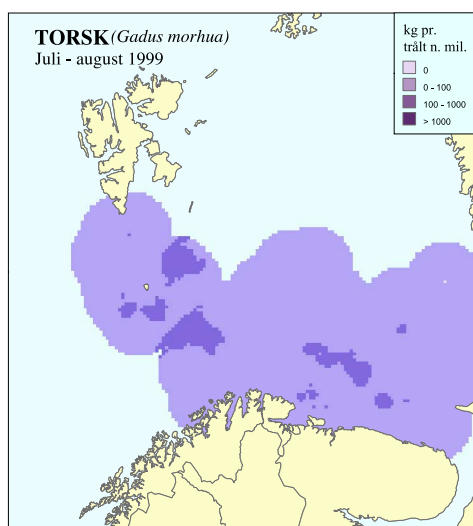 TORSK (Gadus morhua)
Juli - august 1999
kg pr.
trålt n. mil.
0
0 - 100
100 - 1000
> 1000